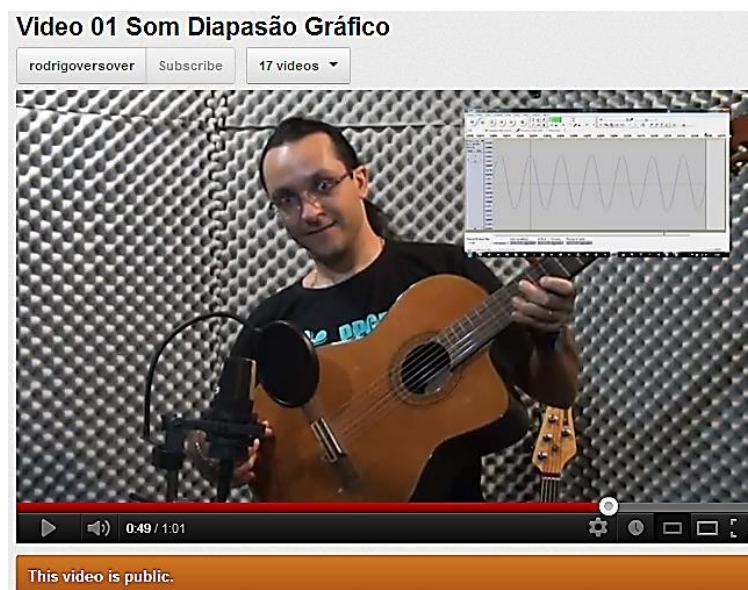 Video 01 Som Diapasão Gráfico
rodrigoversover Subscribe 17 videos
0:49 / 1:01
This video is public.